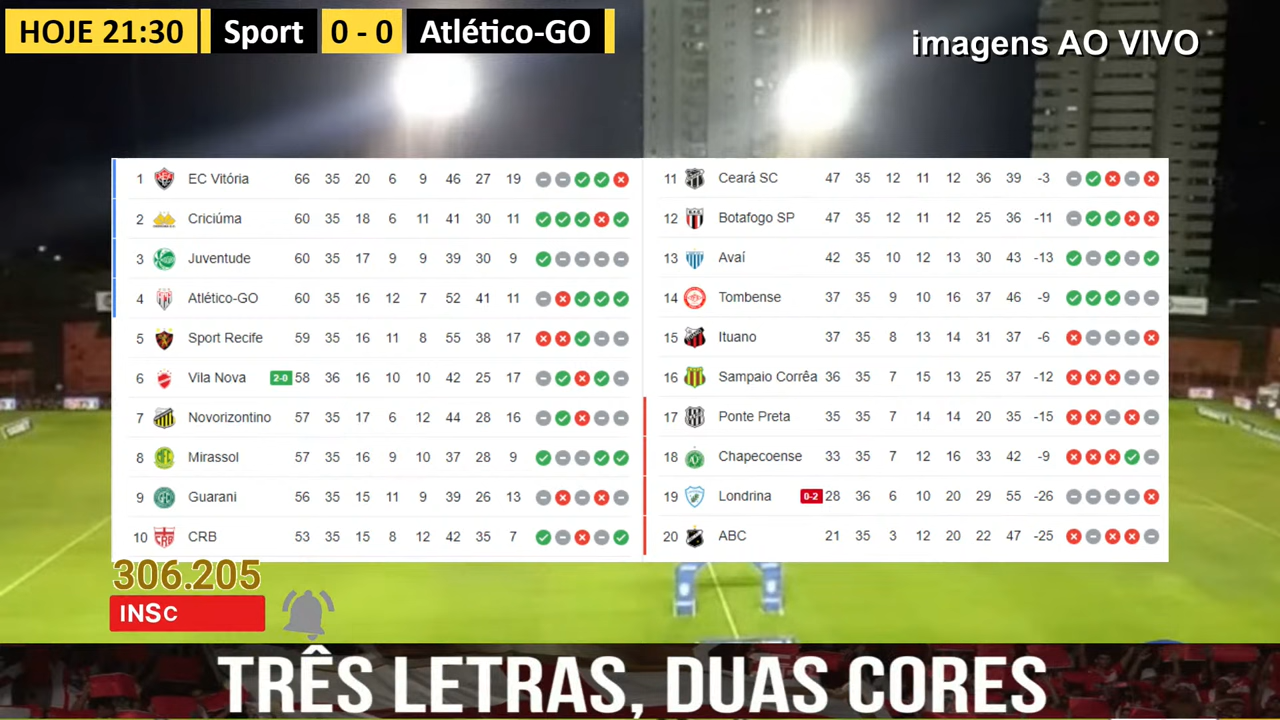 HOJE 21:30 Sport 0 - 0 Atlético-GO
imagens AO VIVO
1 EC Vitória 66 35 20 6 9 46 27 19
2 Criciúma 60 35 18 6 11 41 30 11
3 Juventude 60 35 17 9 9 39 30 9
4 Atlético-GO 60 35 16 12 7 52 41 11
5 Sport Recife 59 35 16 11 8 55 38 17
6 Vila Nova 2-0 58 36 16 10 10 42 25 17
7 Novorizontino 57 35 17 6 12 44 28 16
8 Mirassol 57 35 16 9 10 37 28 9
9 Guarani 56 35 15 11 9 39 26 13
10 CRB 53 35 15 8 12 42 35 7
11 Ceará SC 47 35 12 11 12 36 39 -3
12 Botafogo SP 47 35 12 11 12 25 36 -11
13 Avaí 42 35 10 12 13 30 43 -13
14 Tombense 37 35 9 10 16 37 46 -9
15 Ituano 37 35 8 13 14 31 37 -6
16 Sampaio Corrêa 36 35 7 15 13 25 37 -12
17 Ponte Preta 35 35 7 14 14 20 35 -15
18 Chapecoense 33 35 7 12 16 33 42 -9
19 Londrina 0-2 28 36 6 10 20 29 55 -26
20 ABC 21 35 3 12 20 22 47 -25
306.205
INSC
TRÊS LETRAS, DUAS CORES